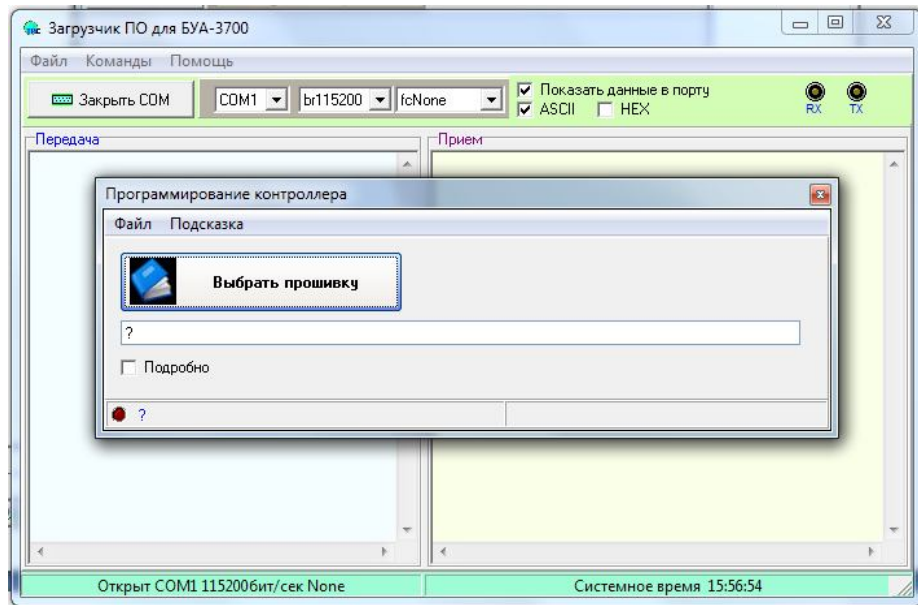 Загрузчик ПО для БУА-3700
Файл Команды Помощь
Закрыть COM COM1 br115200 fcNone Показать данные в порту
ASCII HEX RX TX
Передача Прием
Программирование контроллера
Файл Подсказка
Выбрать прошивку
?
Подробно
?
Открыт COM1 115200бит/сек None Системное время 15:56:54